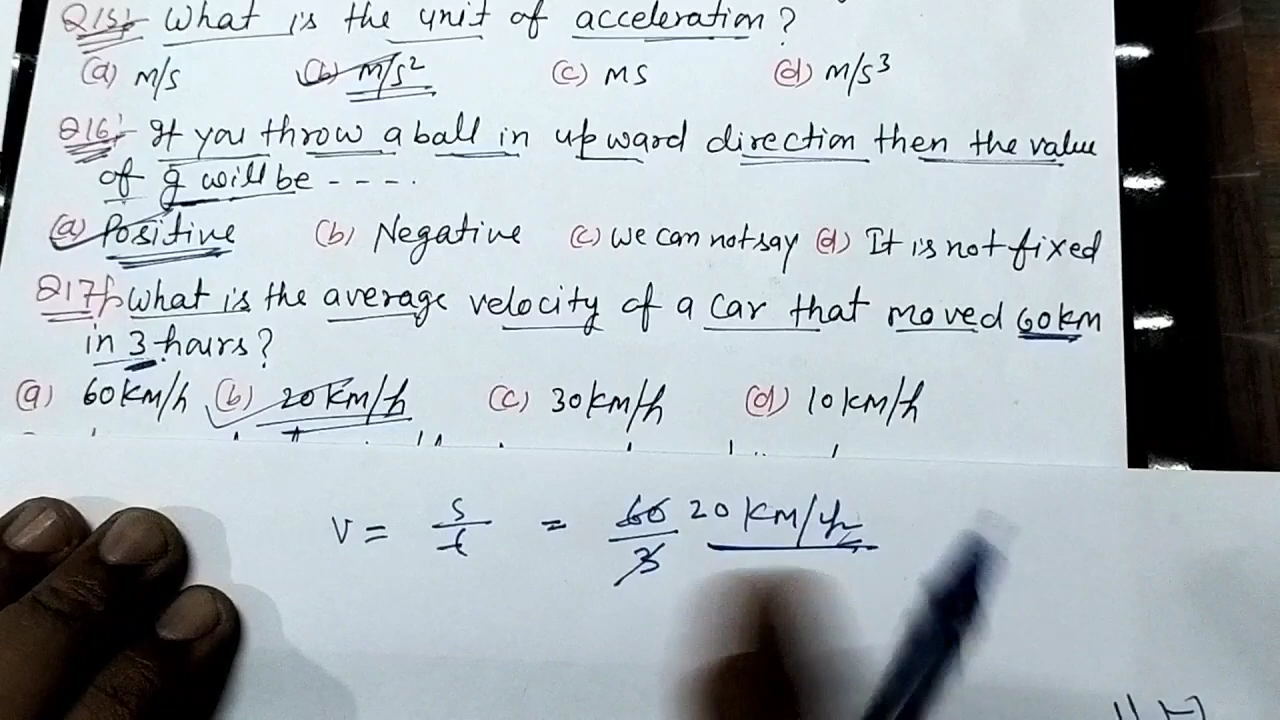 Q15:- What is the unit of acceleration?
(a) m/s (b) m/s² (c) ms (d) m/s³
Q16:- If you throw a ball in upward direction then the value
of g will be ----.
(a) Positive (b) Negative (c) we can not say (d) It is not fixed
Q17:- What is the average velocity of a car that moved 60km
in 3 hours?
(a) 60km/h (b) 20km/h (c) 30km/h (d) 10km/h
V = s/t = 60/3 20 km/hr